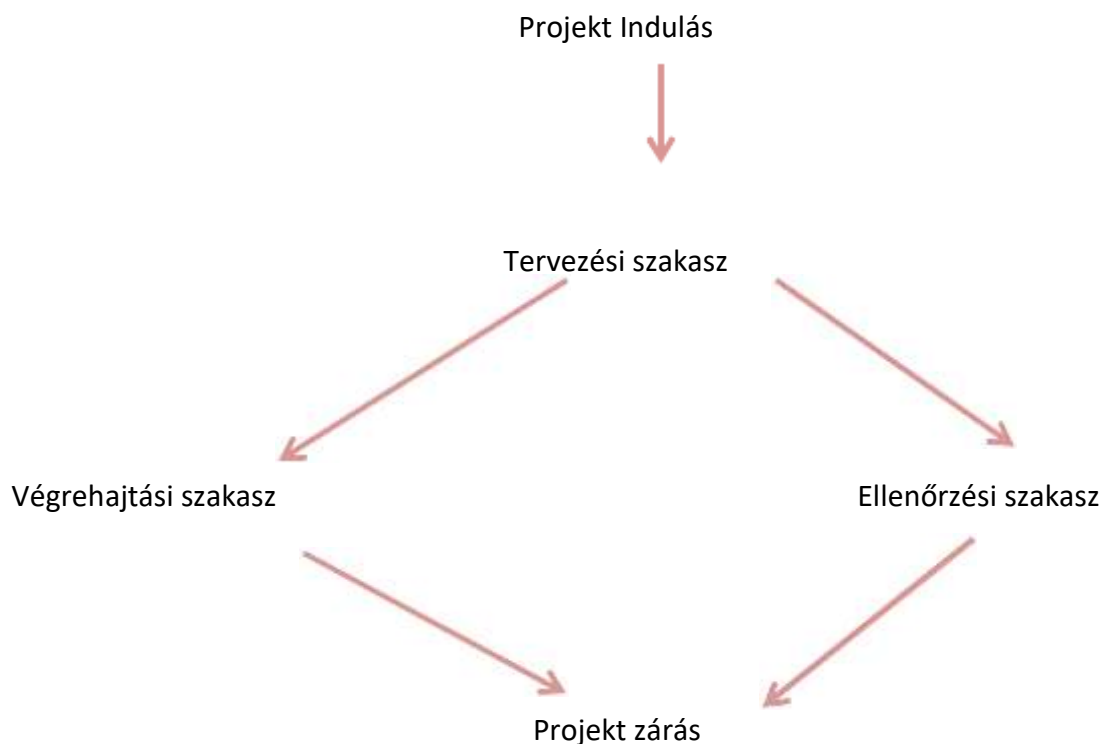 Projekt Indulás
Tervezési szakasz
Végrehajtási szakasz
Ellenőrzési szakasz
Projekt zárás